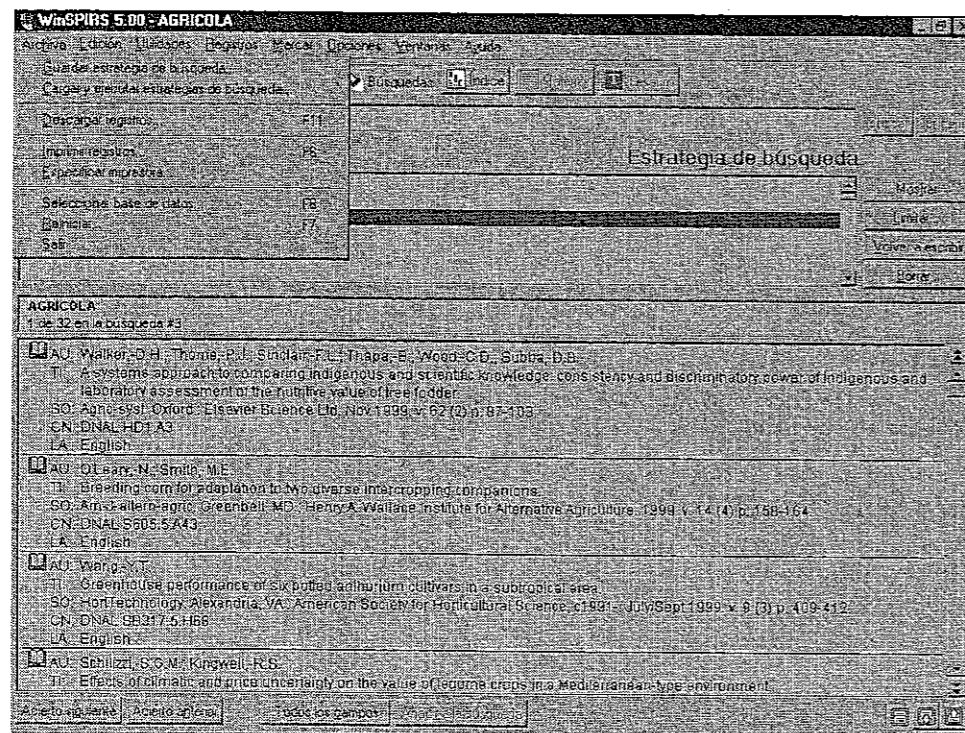 WinSPIRS 5.00 - AGRICOLA
Archivo Edición Utilidades Registros Marcar Opciones Ventanas Ayuda
Guardar estrategia de búsqueda...
Cargar y ejecutar estrategias de búsqueda...
Descargar registros... F11
Imprimir registros... F6
Especificar impresora...
Seleccionar base de datos... F8
Reiniciar... F7
Salir
Búsquedas Índice
Estrategia de búsqueda
Mostrar
Limitar
Volver a escribir
Borrar
AGRICOLA
1 de 32 en la búsqueda #3
AU: Walker,-D.H.; Thorne,-P.J.; Sinclair,-F.L.; Thapa,-B.; Wood,-C.D.; Subba,-D.B.
TI: A systems approach to comparing indigenous and scientific knowledge: consistency and discriminatory power of indigenous and
laboratory assessment of the nutritive value of tree fodder.
SO: Agric-syst. Oxford : Elsevier Science Ltd. Nov 1999. v. 62 (2) p. 87-103.
CN: DNAL HD1.A3
LA: English
AU: O'Leary,-N.; Smith,-M.E.
TI: Breeding corn for adaptation to two diverse intercropping companions.
SO: Am-j-altern-agric. Greenbelt, MD : Henry A. Wallace Institute for Alternative Agriculture. 1999. v. 14 (4) p. 158-164.
CN: DNAL S605.5.A43
LA: English
AU: Wang,-Y.T.
TI: Greenhouse performance of six potted anthurium cultivars in a subtropical area.
SO: HortTechnology. Alexandria, VA : American Society for Horticultural Science, c1991-. July/Sept 1999. v. 9 (3) p. 409-412.
CN: DNAL SB317.5.H68
LA: English
AU: Schilizzi,-S.G.M.; Kingwell,-R.S.
TI: Effects of climatic and price uncertainty on the value of legume crops in a Mediterranean-type environment.
Acierto siguiente Acierto anterior Todos los campos